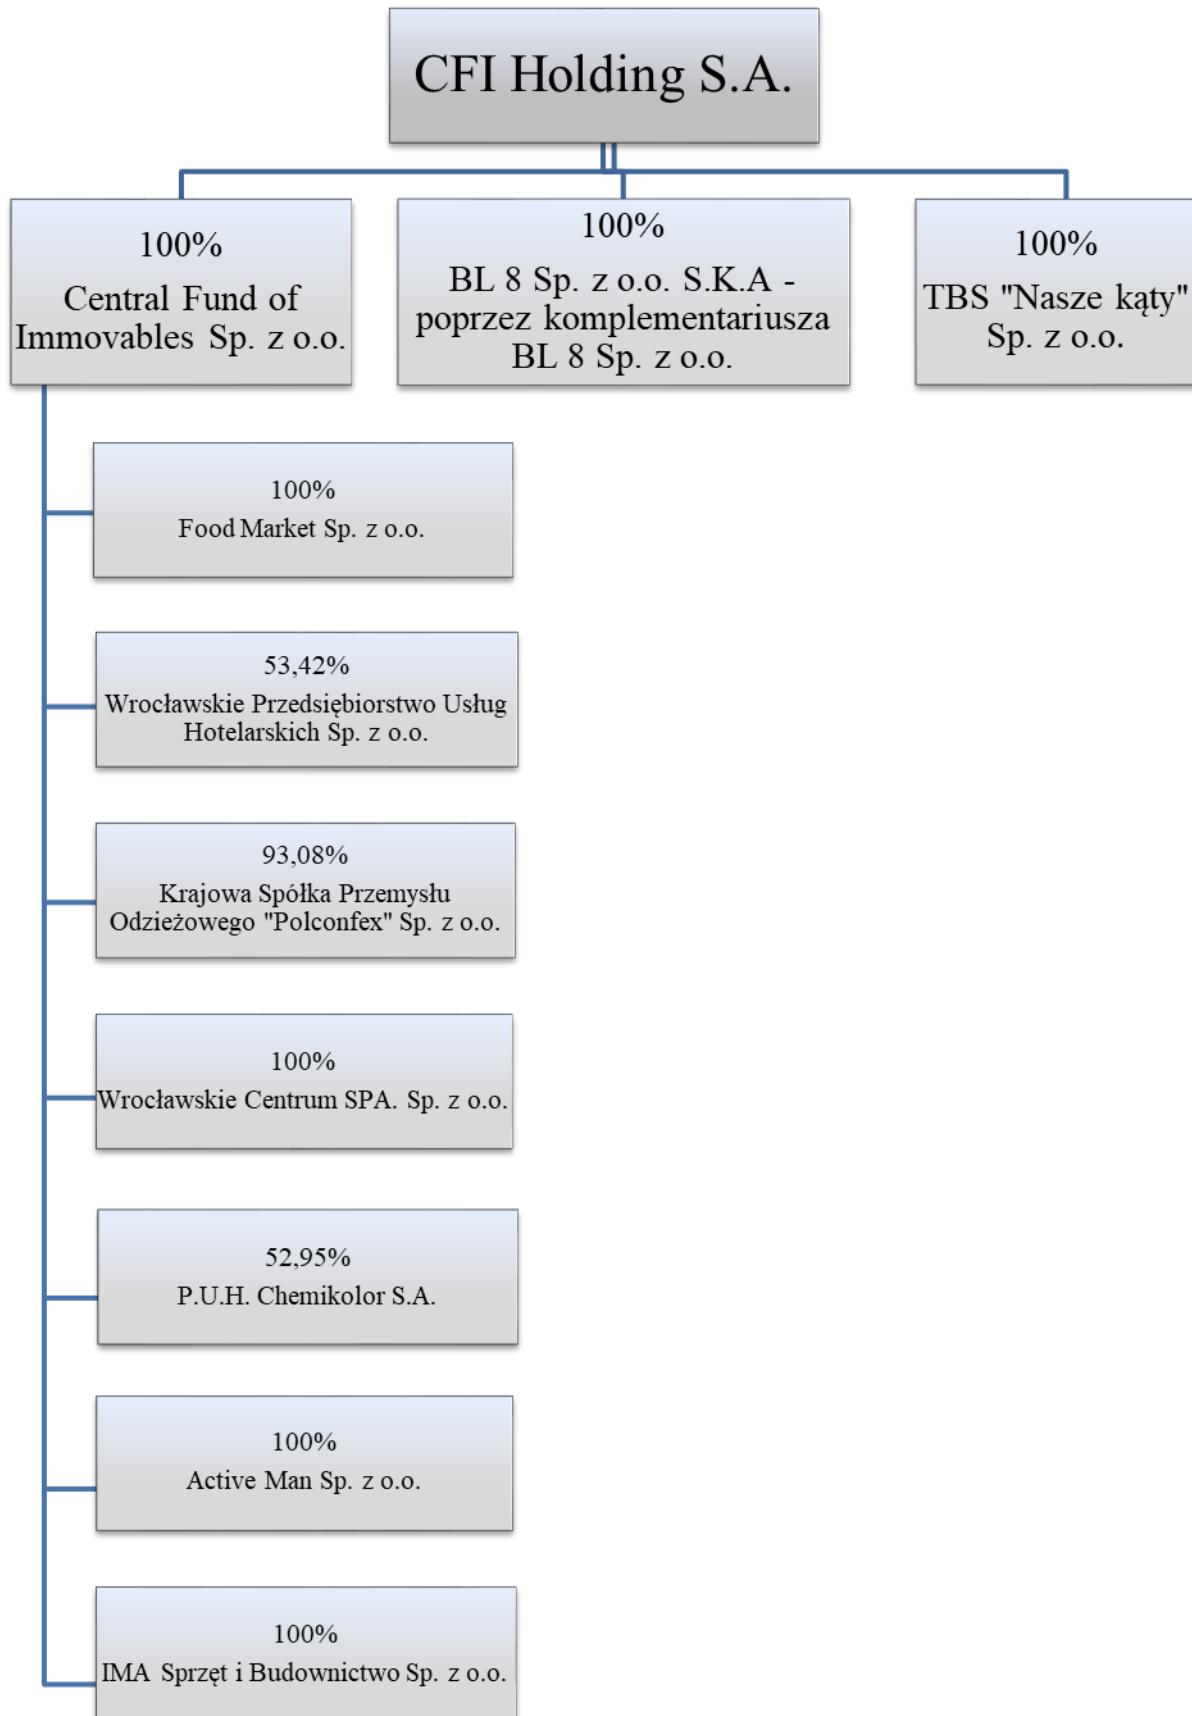 CFI Holding S.A.
100%
Central Fund of
Immovables Sp. z o.o.
100%
BL 8 Sp. z o.o. S.K.A -
poprzez komplementariusza
BL 8 Sp. z o.o.
100%
TBS "Nasze kąty"
Sp. z o.o.
100%
Food Market Sp. z o.o.
53,42%
Wrocławskie Przedsiębiorstwo Usług
Hotelarskich Sp. z o.o.
93,08%
Krajowa Spółka Przemysłu
Odzieżowego "Polconfex" Sp. z o.o.
100%
Wrocławskie Centrum SPA. Sp. z o.o.
52,95%
P.U.H. Chemikolor S.A.
100%
Active Man Sp. z o.o.
100%
IMA Sprzęt i Budownictwo Sp. z o.o.